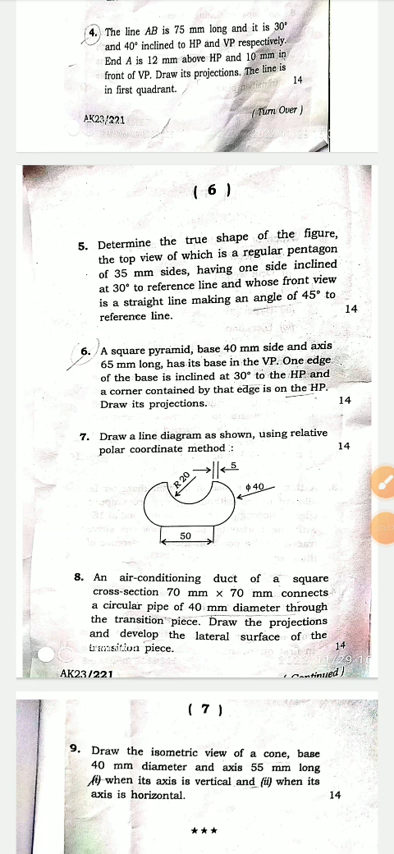 4. The line AB is 75 mm long and it is 30°
and 40° inclined to HP and VP respectively.
End A is 12 mm above HP and 10 mm in
front of VP. Draw its projections. The line is
in first quadrant.
14
AK23/221
( Turn Over )
( 6 )
5. Determine the true shape of the figure,
the top view of which is a regular pentagon
of 35 mm sides, having one side inclined
at 30° to reference line and whose front view
is a straight line making an angle of 45° to
reference line.
14
6. A square pyramid, base 40 mm side and axis
65 mm long, has its base in the VP. One edge
of the base is inclined at 30° to the HP and
a corner contained by that edge is on the HP.
Draw its projections.
14
7. Draw a line diagram as shown, using relative
polar coordinate method :
14
5
R 20
ϕ 40
50
8. An air-conditioning duct of a square
cross-section 70 mm × 70 mm connects
a circular pipe of 40 mm diameter through
the transition piece. Draw the projections
and develop the lateral surface of the
transition piece.
14
AK23/221
( 7 )
9. Draw the isometric view of a cone, base
40 mm diameter and axis 55 mm long
(i) when its axis is vertical and (ii) when its
axis is horizontal.
14
★★★